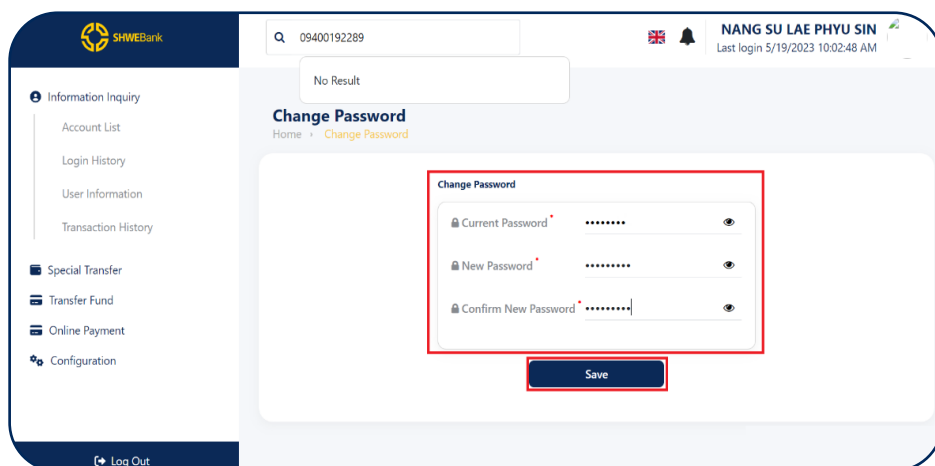 SHWEBank
09400192289
NANG SU LAE PHYU SIN
Last login 5/19/2023 10:02:48 AM
No Result
Information Inquiry
Account List
Login History
User Information
Transaction History
Special Transfer
Transfer Fund
Online Payment
Configuration
Log Out
Change Password
Home › Change Password
Change Password
Current Password * ••••••••
New Password * •••••••••
Confirm New Password * •••••••••
Save